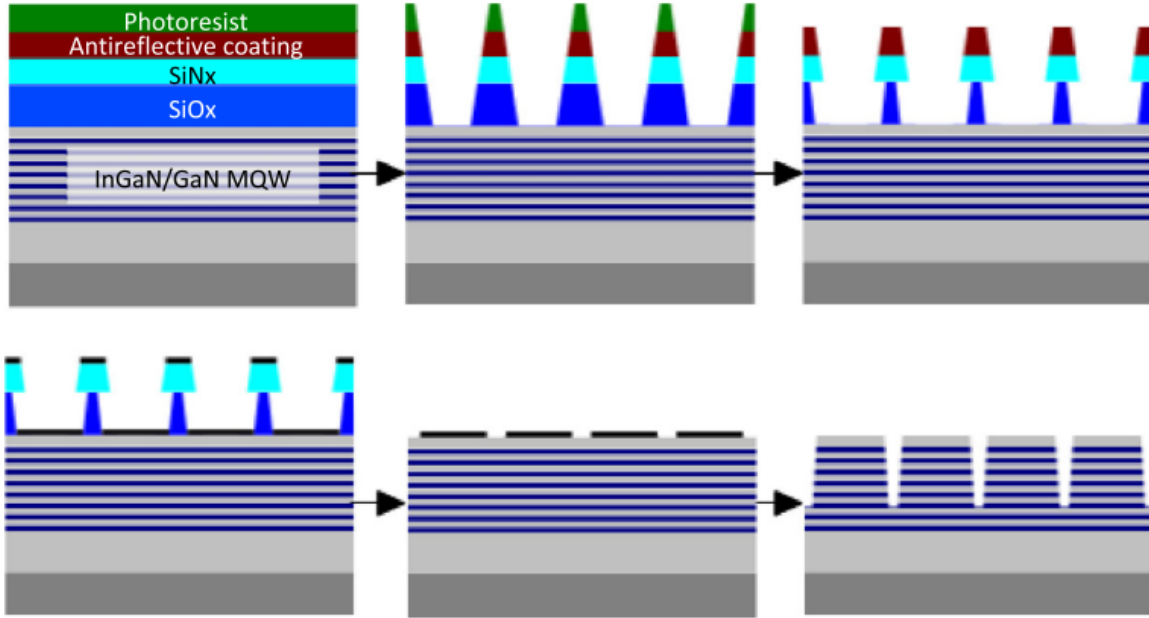 Photoresist
Antireflective coating
SiNx
SiOx
InGaN/GaN MQW